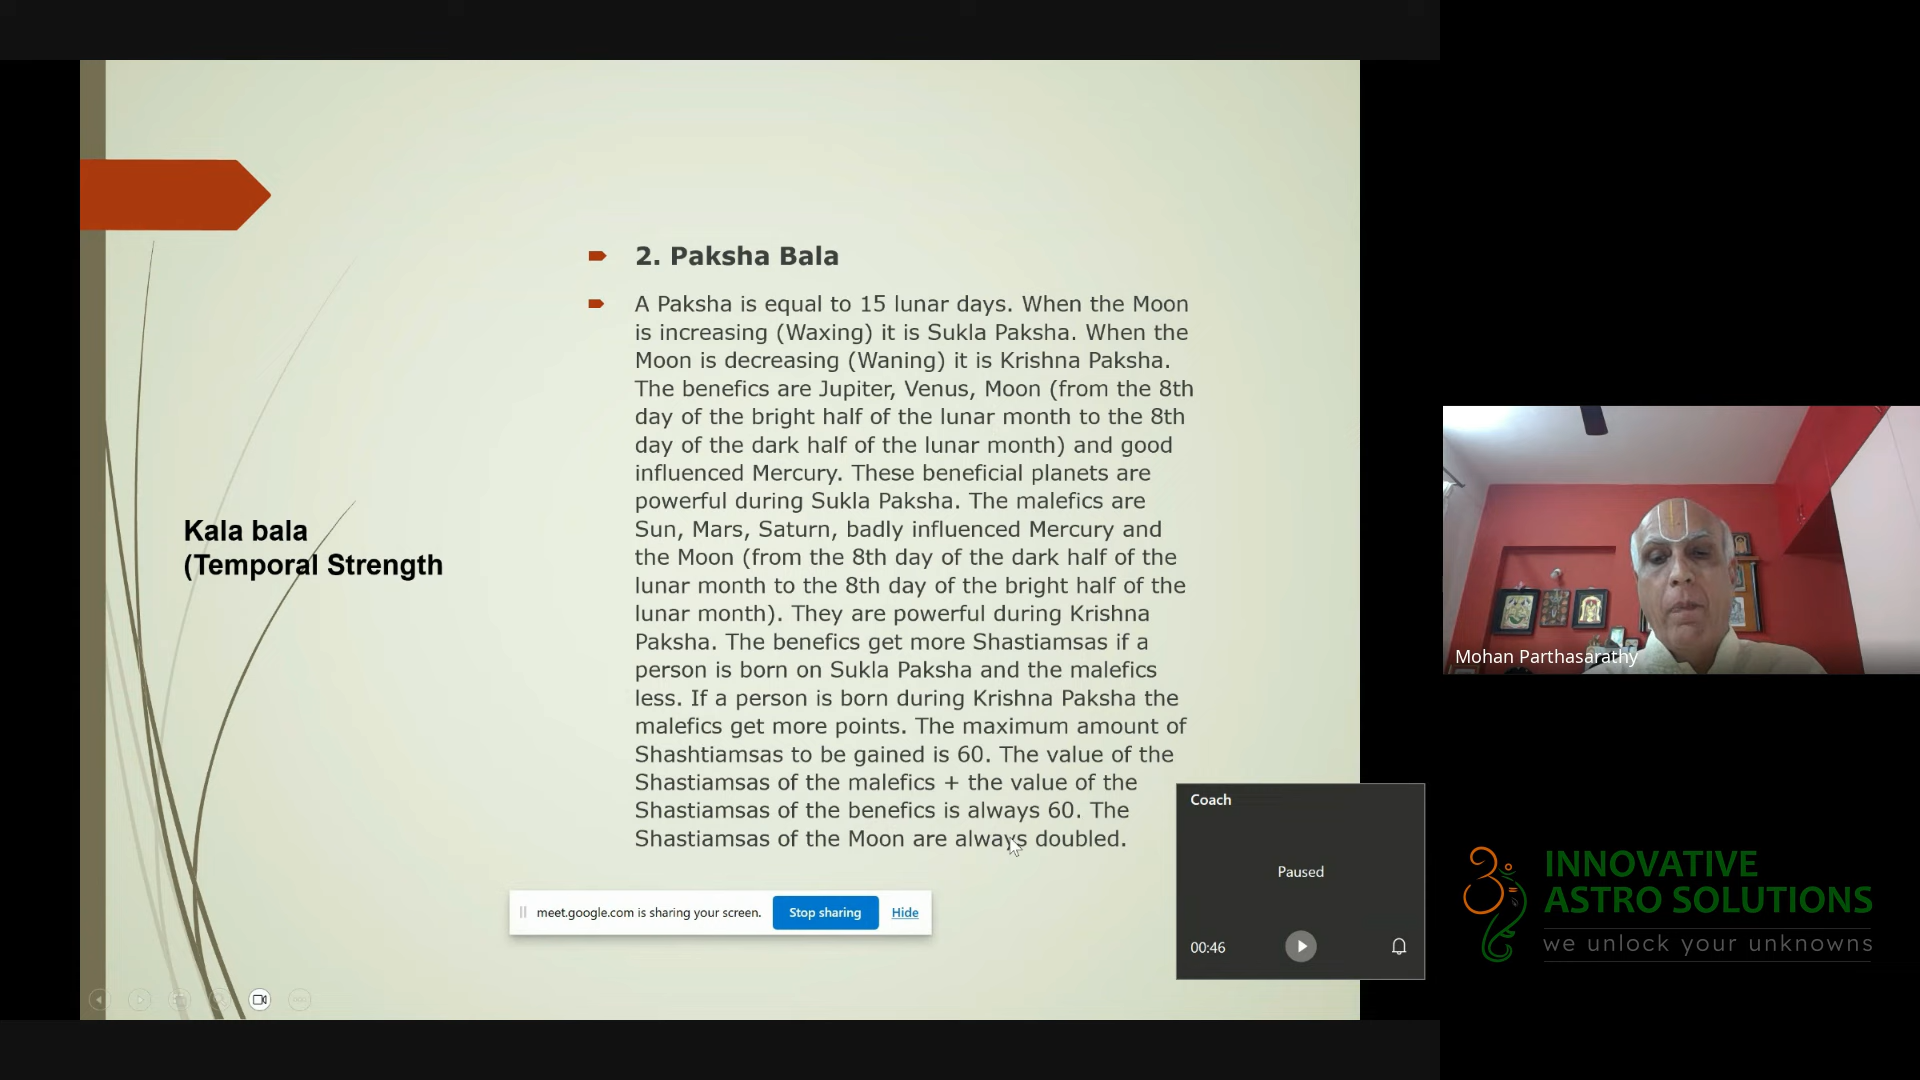 2. Paksha Bala
A Paksha is equal to 15 lunar days. When the Moon
is increasing (Waxing) it is Sukla Paksha. When the
Moon is decreasing (Waning) it is Krishna Paksha.
The benefics are Jupiter, Venus, Moon (from the 8th
day of the bright half of the lunar month to the 8th
day of the dark half of the lunar month) and good
influenced Mercury. These beneficial planets are
powerful during Sukla Paksha. The malefics are
Sun, Mars, Saturn, badly influenced Mercury and
the Moon (from the 8th day of the dark half of the
lunar month to the 8th day of the bright half of the
lunar month). They are powerful during Krishna
Paksha. The benefics get more Shastiamsas if a
person is born on Sukla Paksha and the malefics
less. If a person is born during Krishna Paksha the
malefics get more points. The maximum amount of
Shashtiamsas to be gained is 60. The value of the
Shastiamsas of the malefics + the value of the
Shastiamsas of the benefics is always 60. The
Shastiamsas of the Moon are always doubled.
Kala bala
(Temporal Strength
meet.google.com is sharing your screen.
Stop sharing
Hide
Coach
Paused
00:46
Mohan Parthasarathy
INNOVATIVE
ASTRO SOLUTIONS
we unlock your unknowns